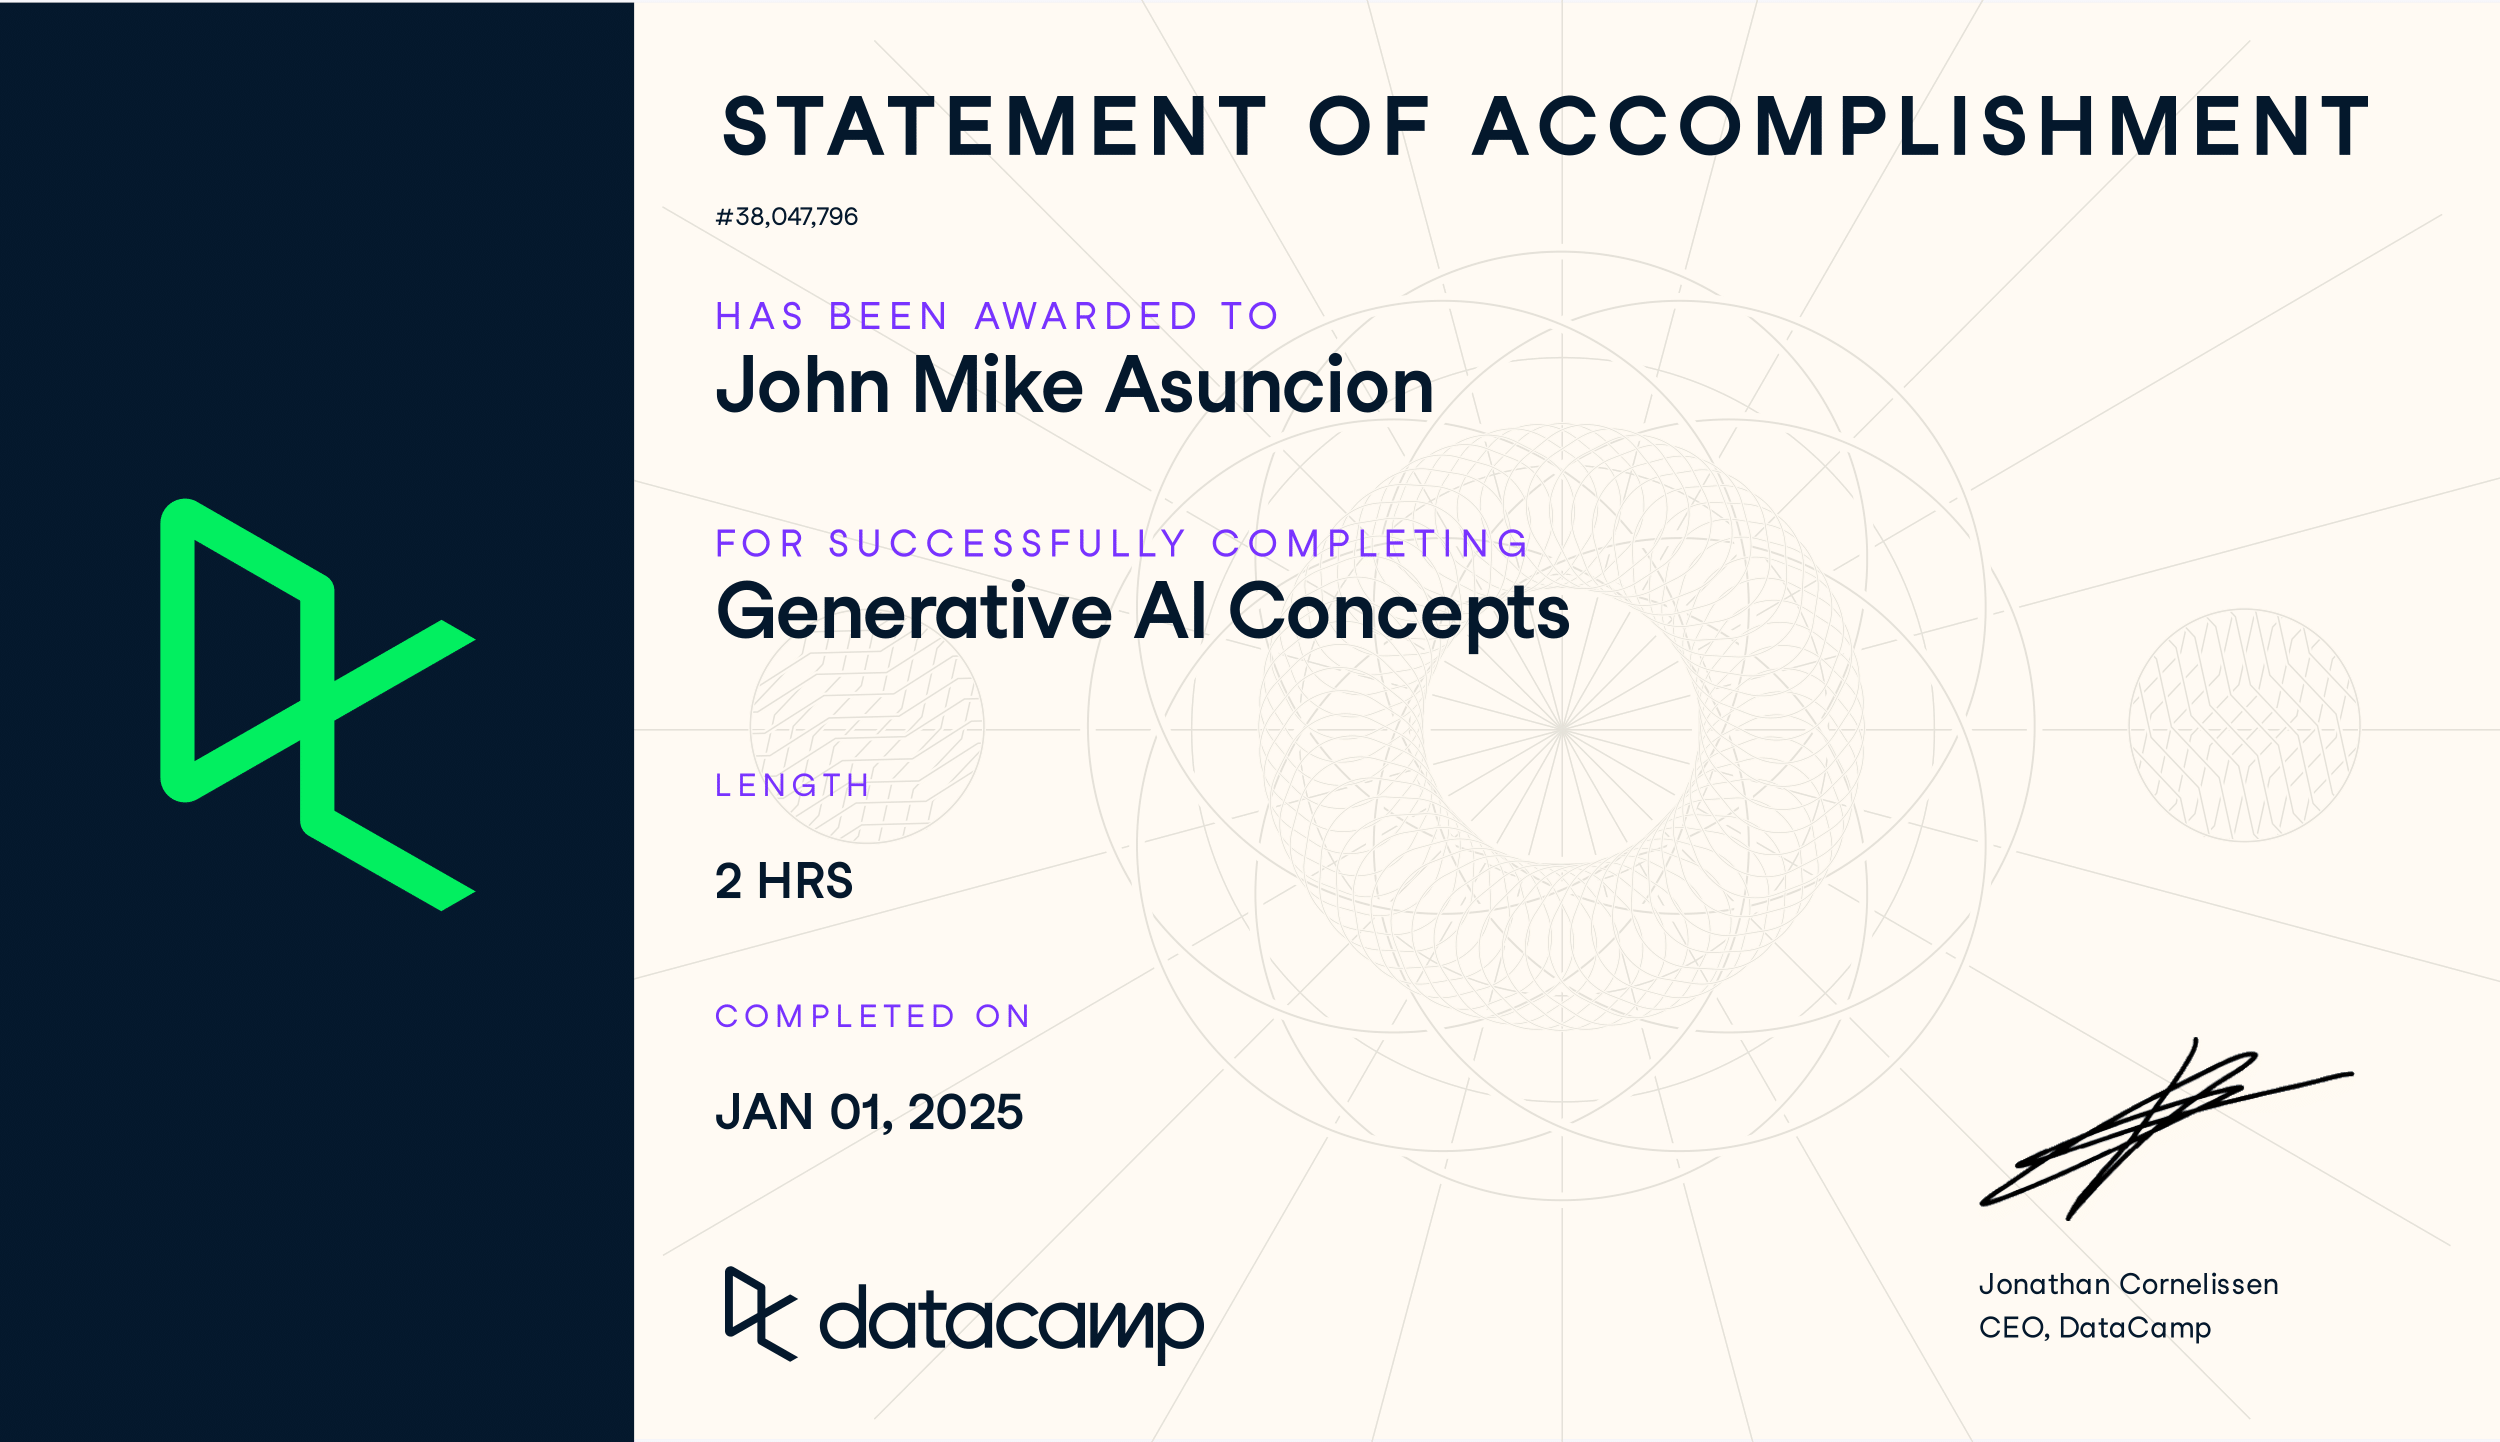 STATEMENT OF ACCOMPLISHMENT
#38,047,796
HAS BEEN AWARDED TO
John Mike Asuncion
FOR SUCCESSFULLY COMPLETING
Generative AI Concepts
LENGTH
2 HRS
COMPLETED ON
JAN 01, 2025
datacamp
Jonathan Cornelissen
CEO, DataCamp